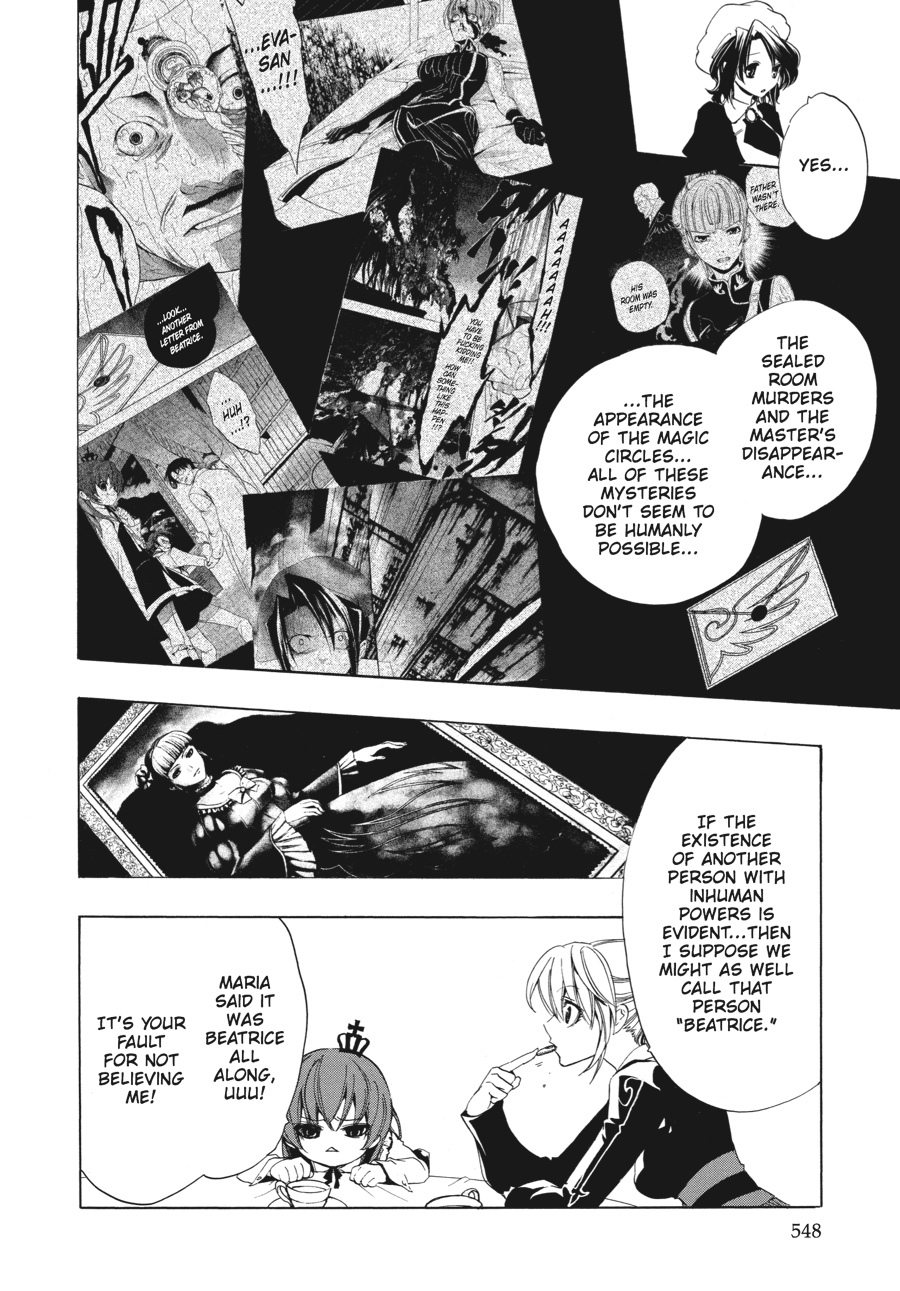 YES...
FATHER
WASN'T
THERE.
HIS
ROOM WAS
EMPTY.
THE
SEALED
ROOM
MURDERS
AND THE
MASTER'S
DISAPPEAR-
ANCE...
...THE
APPEARANCE
OF THE MAGIC
CIRCLES...
ALL OF THESE
MYSTERIES
DON'T SEEM TO
BE HUMANLY
POSSIBLE...
...EVA-
SAN
...!!!
AAAAAAH!!!
YOU
HAVE
TO BE
FUCKING
KIDDING
ME!!
HOW
CAN
SOME-
THING
LIKE
THIS
HAP-
PEN
!!?
...LOOK...
ANOTHER
LETTER FROM
BEATRICE.
HUH
...!?
IF THE
EXISTENCE
OF ANOTHER
PERSON WITH
INHUMAN
POWERS IS
EVIDENT...THEN
I SUPPOSE WE
MIGHT AS WELL
CALL THAT
PERSON
"BEATRICE."
MARIA
SAID IT
WAS
BEATRICE
ALL
ALONG,
UUU!
IT'S YOUR
FAULT
FOR NOT
BELIEVING
ME!
548